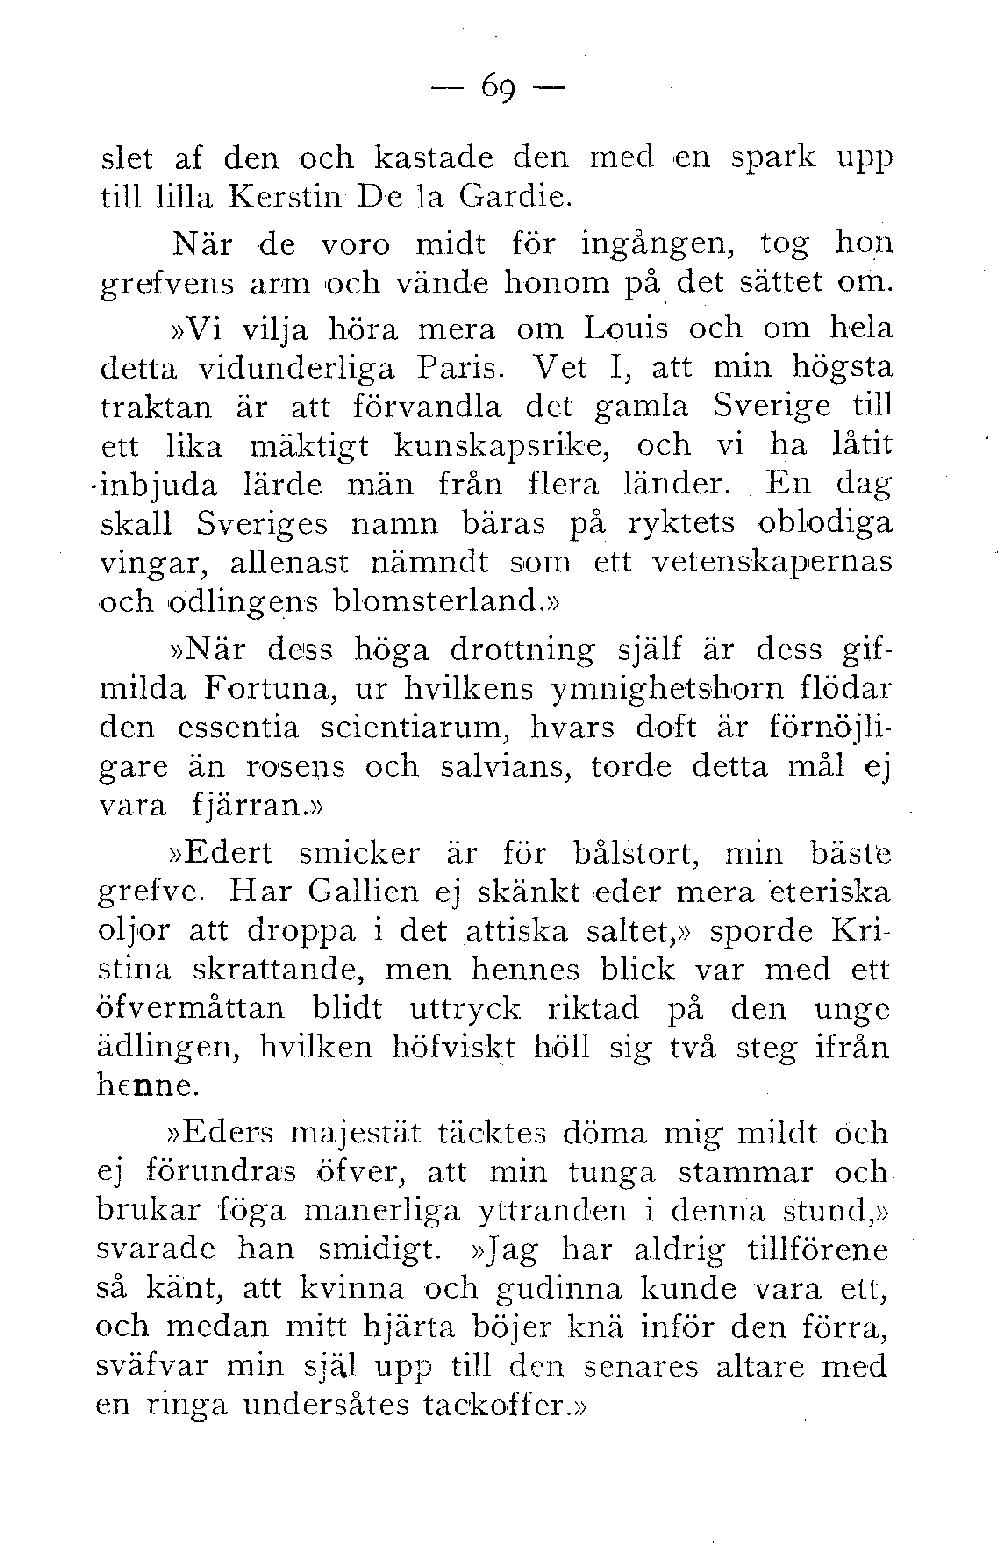 — 69 —
slet af den och kastade den med en spark upp
till lilla Kerstin De la Gardie.
När de voro midt för ingången, tog hon
grefvens arm och vände honom på det sättet om.
»Vi vilja höra mera om Louis och om hela
detta vidunderliga Paris. Vet I, att min högsta
traktan är att förvandla det gamla Sverige till
ett lika mäktigt kunskapsrike, och vi ha låtit
inbjuda lärde män från flera länder. En dag
skall Sveriges namn bäras på ryktets oblodiga
vingar, allenast nämndt som ett vetenskapernas
och odlingens blomsterland.»
»När dess höga drottning själf är dess gif-
milda Fortuna, ur hvilkens ymnighetshorn flödar
den essentia scientiarum, hvars doft är förnöjli-
gare än rosens och salvians, torde detta mål ej
vara fjärran.»
»Edert smicker är för bålstort, min bäste
grefve. Har Gallien ej skänkt eder mera eteriska
oljor att droppa i det attiska saltet,» sporde Kri-
stina skrattande, men hennes blick var med ett
öfvermåttan blidt uttryck riktad på den unge
ädlingen, hvilken höfviskt höll sig två steg ifrån
henne.
»Eders majestät täcktes döma mig mildt och
ej förundras öfver, att min tunga stammar och
brukar föga manerliga yttranden i denna stund,»
svarade han smidigt. »Jag har aldrig tillförene
så känt, att kvinna och gudinna kunde vara ett,
och medan mitt hjärta böjer knä inför den förra,
sväfvar min själ upp till den senares altare med
en ringa undersåtes tackoffer.»